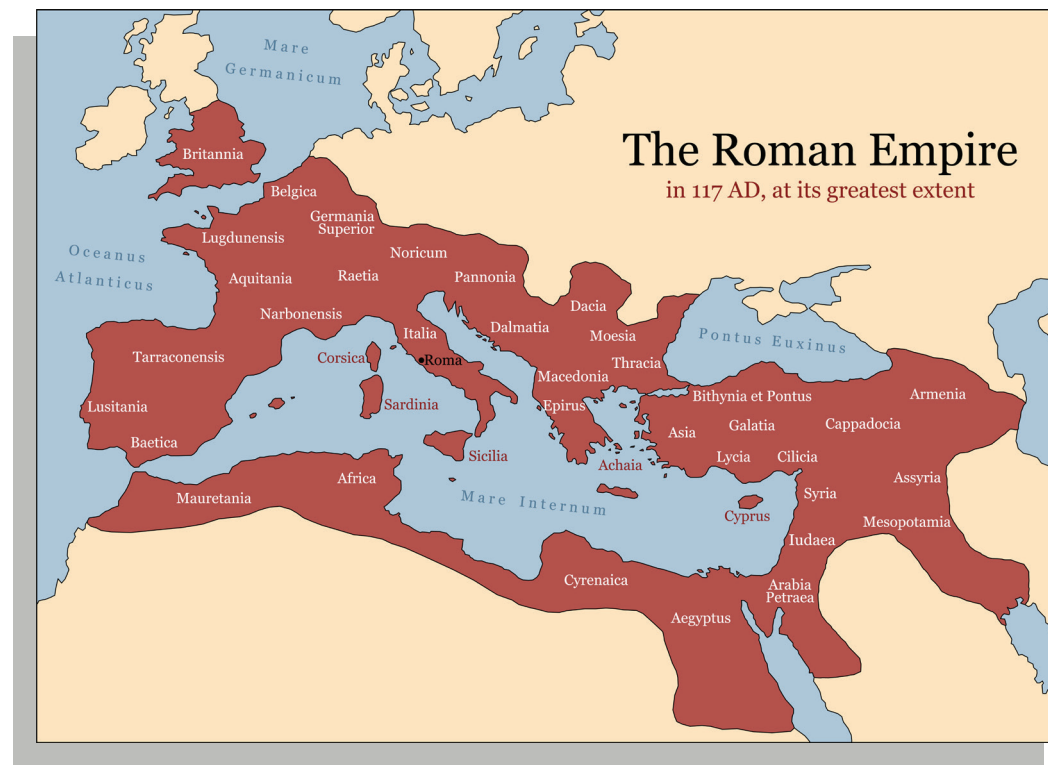 Mare
Germanicum
The Roman Empire
in 117 AD, at its greatest extent
Britannia
Belgica
Germania
Superior
Lugdunensis
Oceanus
Atlanticus
Noricum
Aquitania
Raetia
Pannonia
Narbonensis
Dacia
Italia
Dalmatia
Moesia
Pontus Euxinus
Tarraconensis
Corsica
Roma
Thracia
Macedonia
Bithynia et Pontus
Armenia
Lusitania
Sardinia
Epirus
Baetica
Asia
Galatia
Cappadocia
Sicilia
Achaia
Lycia
Cilicia
Mauretania
Africa
Assyria
Mare Internum
Syria
Cyprus
Mesopotamia
Iudaea
Cyrenaica
Arabia
Petraea
Aegyptus